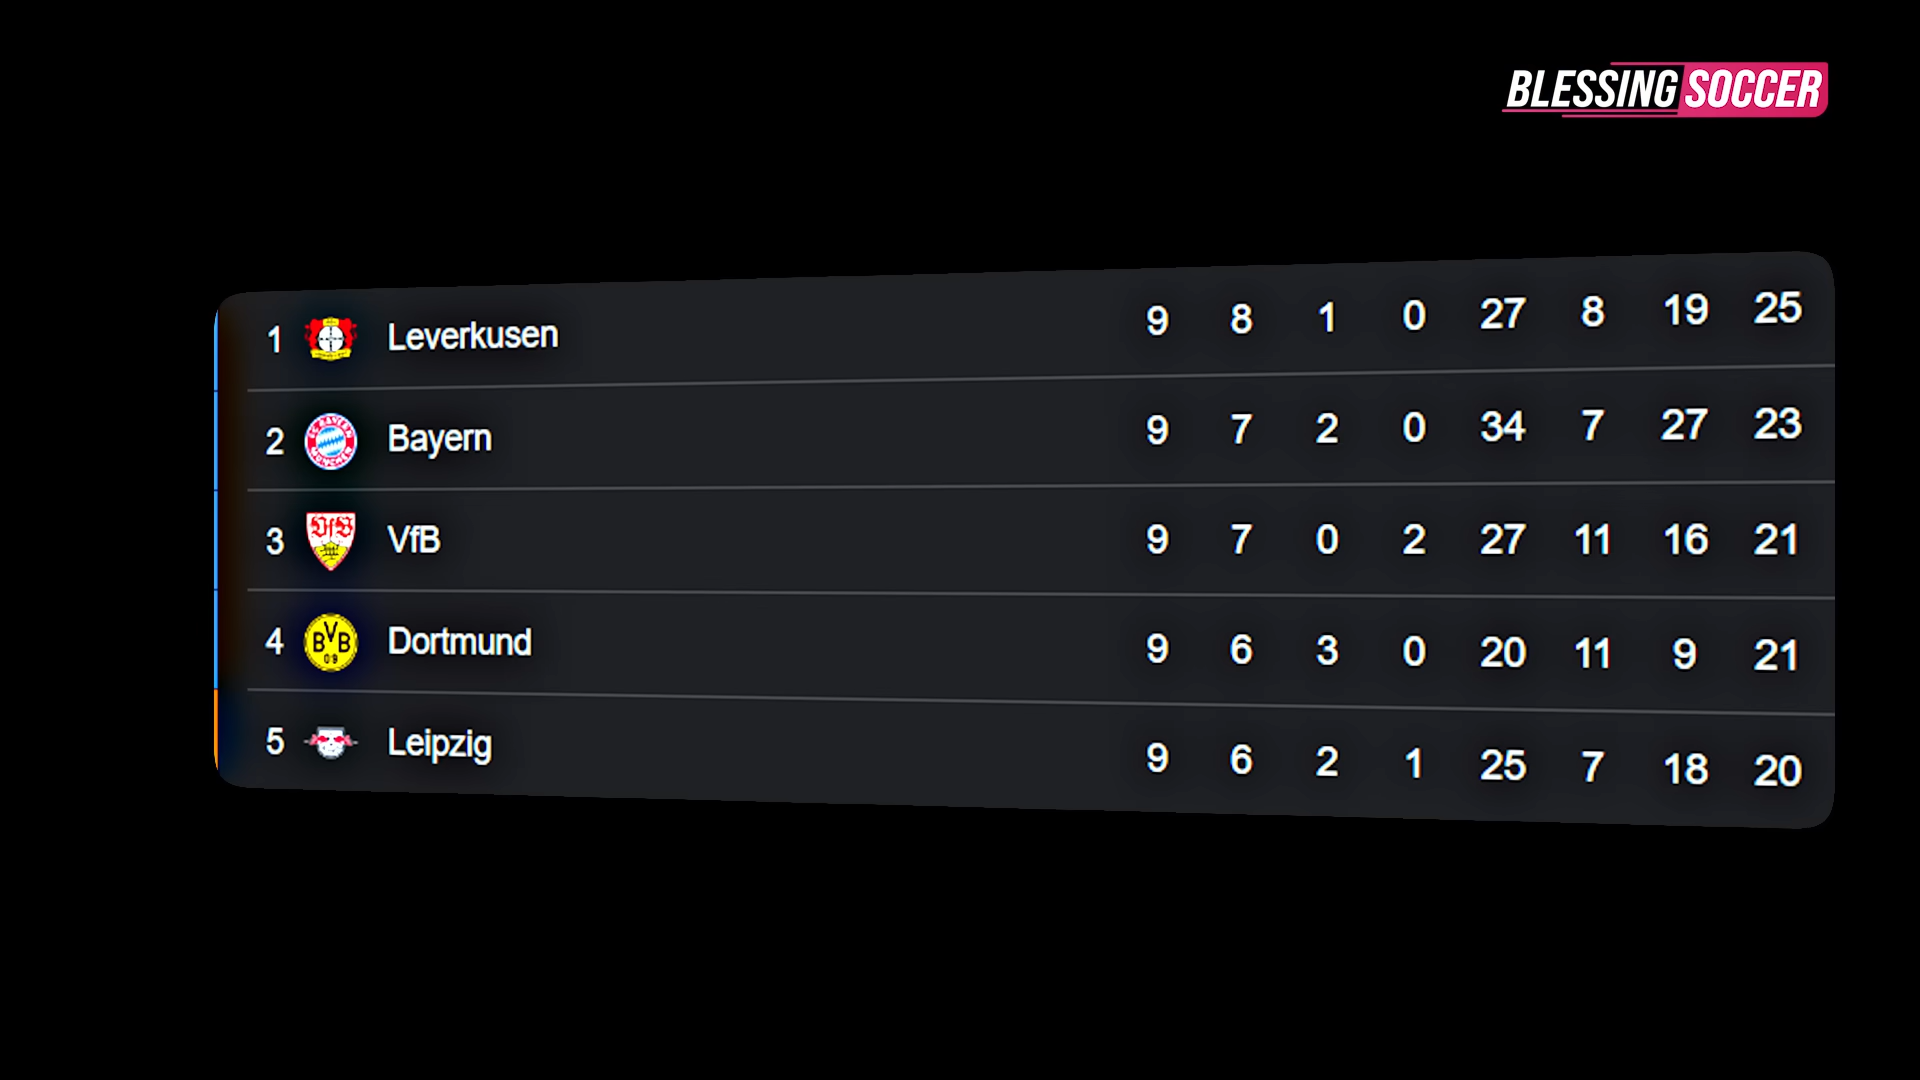 BLESSING SOCCER
1 Leverkusen 9 8 1 0 27 8 19 25
2 Bayern 9 7 2 0 34 7 27 23
3 VfB 9 7 0 2 27 11 16 21
4 BVB 09 Dortmund 9 6 3 0 20 11 9 21
5 Leipzig 9 6 2 1 25 7 18 20